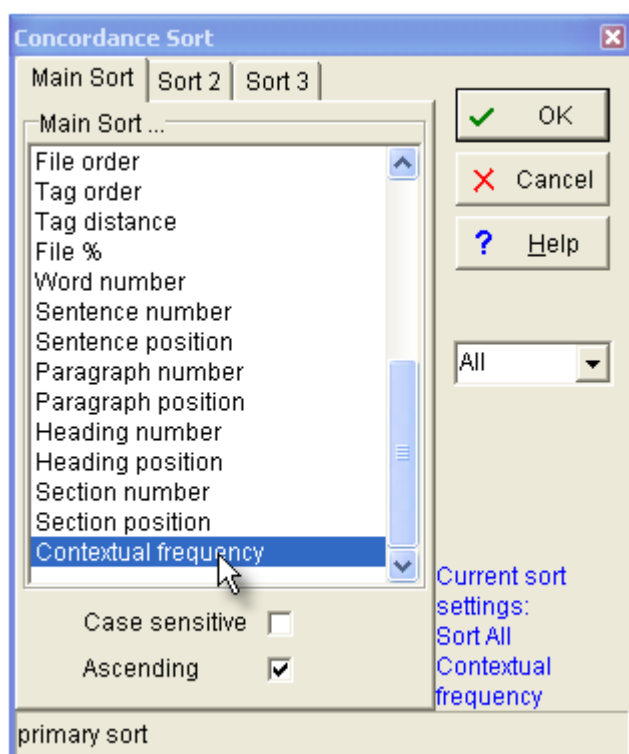 Concordance Sort
Main Sort Sort 2 Sort 3
Main Sort ...
File order
Tag order
Tag distance
File %
Word number
Sentence number
Sentence position
Paragraph number
Paragraph position
Heading number
Heading position
Section number
Section position
Contextual frequency
Case sensitive
Ascending
OK
Cancel
? Help
All
Current sort
settings:
Sort All
Contextual
frequency
primary sort